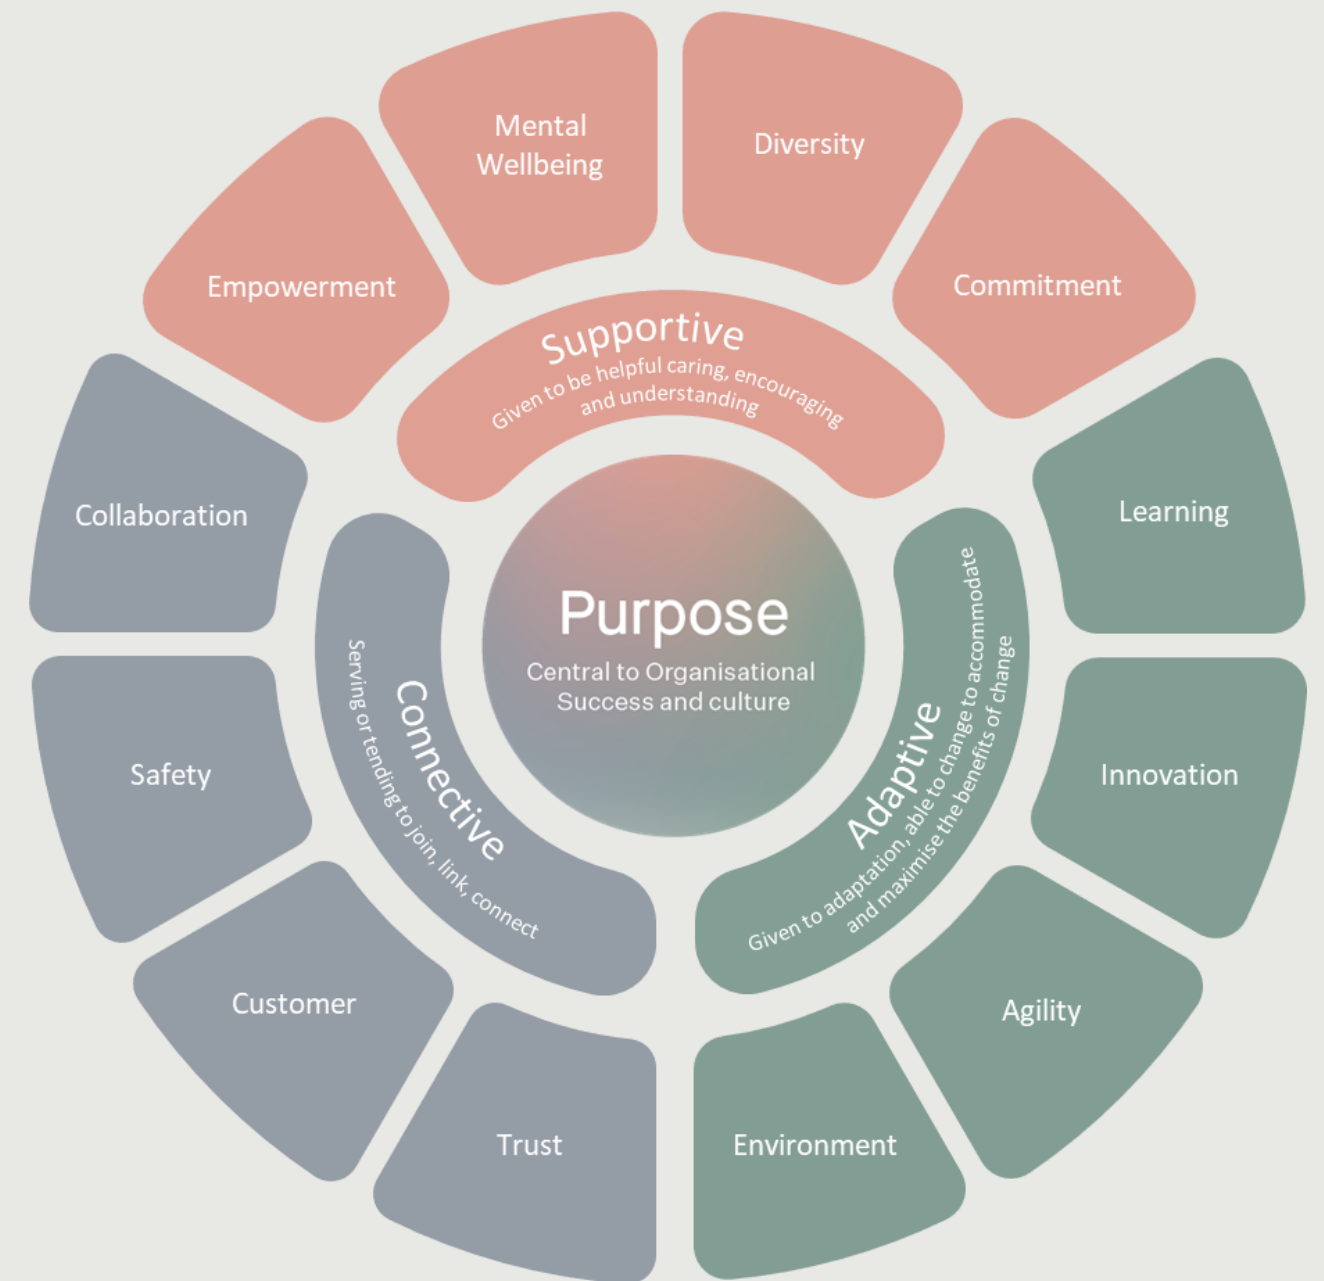 Mental
Wellbeing
Diversity
Empowerment
Commitment
Supportive
Given to be helpful caring, encouraging
and understanding
Collaboration
Learning
Purpose
Central to Organisational
Success and culture
Connective
Serving or tending to join, link, connect
Adaptive
Given to adaptation, able to change to accommodate
and maximise the benefits of change
Safety
Innovation
Customer
Agility
Trust
Environment